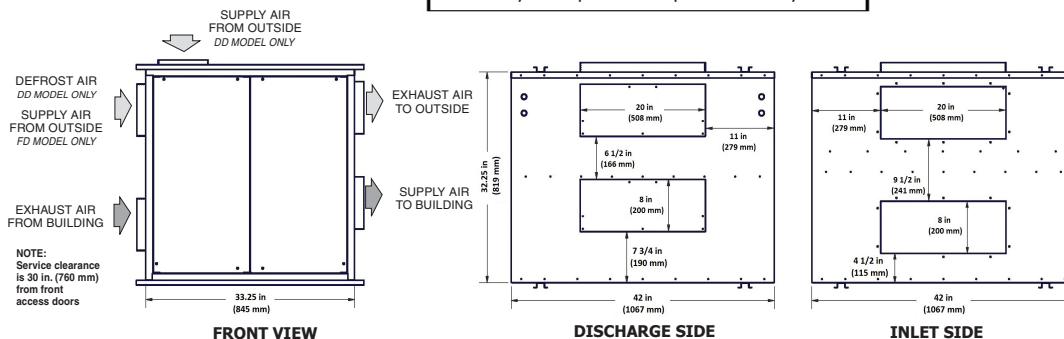 SUPPLY AIR
FROM OUTSIDE
DD MODEL ONLY
DEFROST AIR
DD MODEL ONLY
SUPPLY AIR
FROM OUTSIDE
FD MODEL ONLY
EXHAUST AIR
TO OUTSIDE
EXHAUST AIR
FROM BUILDING
SUPPLY AIR
TO BUILDING
NOTE:
Service clearance
is 30 in. (760 mm)
from front
access doors
33.25 in
(845 mm)
FRONT VIEW
32.25 in
(819 mm)
20 in
(508 mm)
11 in
(279 mm)
6 1/2 in
(166 mm)
8 in
(200 mm)
7 3/4 in
(190 mm)
42 in
(1067 mm)
DISCHARGE SIDE
11 in
(279 mm)
20 in
(508 mm)
9 1/2 in
(241 mm)
8 in
(200 mm)
4 1/2 in
(115 mm)
42 in
(1067 mm)
INLET SIDE